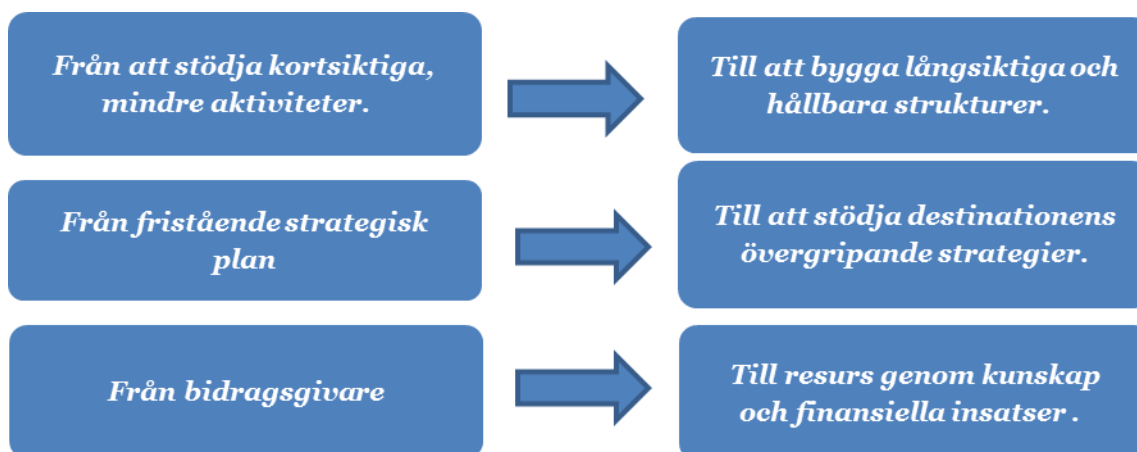 Från att stödja kortsiktiga,
mindre aktiviteter.
Till att bygga långsiktiga och
hållbara strukturer.
Från fristående strategisk
plan
Till att stödja destinationens
övergripande strategier.
Från bidragsgivare
Till resurs genom kunskap
och finansiella insatser .